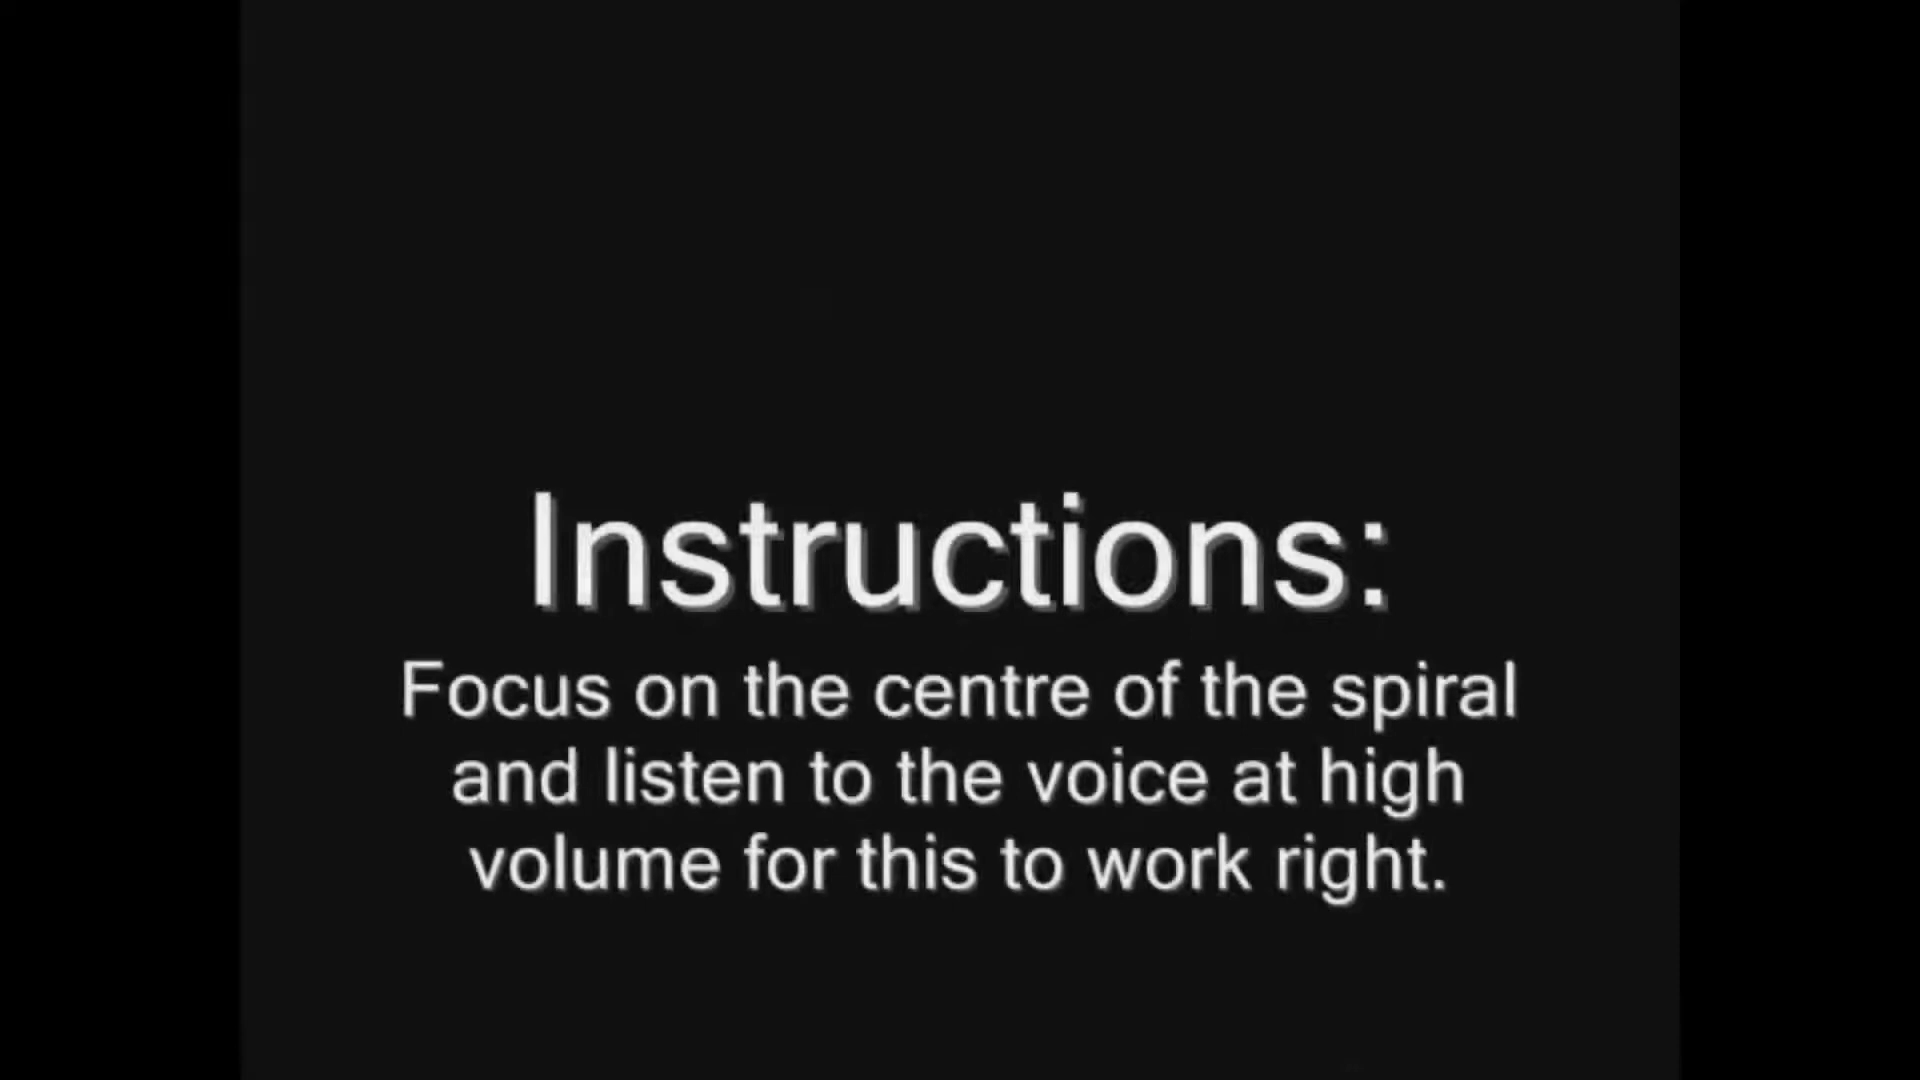 Instructions:
Focus on the centre of the spiral
and listen to the voice at high
volume for this to work right.